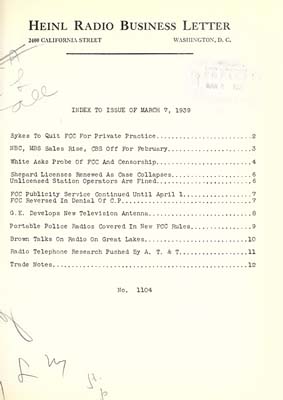 HEINL RADIO BUSINESS LETTER
2400 CALIFORNIA STREET WASHINGTON, D. C.
INDEX TO ISSUE OF MARCH 7, 1939
Sykes To Quit FCC For Private Practice...............2
NBC, MBS Sales Rise, CBS Off For February............3
White Asks Probe Of FCC And Censorship...............4
Shepard Licenses Renewed As Case Collapses...........6
Unlicensed Station Operators Are Fined...............6
FCC Publicity Service Continued Until April 1........7
FCC Reversed In Denial Of C.P........................7
G.E. Develops New Television Antenna.................8
Portable Police Radios Covered In New FCC Rules......9
Brown Talks On Radio On Great Lakes.................10
Radio Telephone Research Pushed By A. T. & T........11
Trade Notes.........................................12
No. 1104